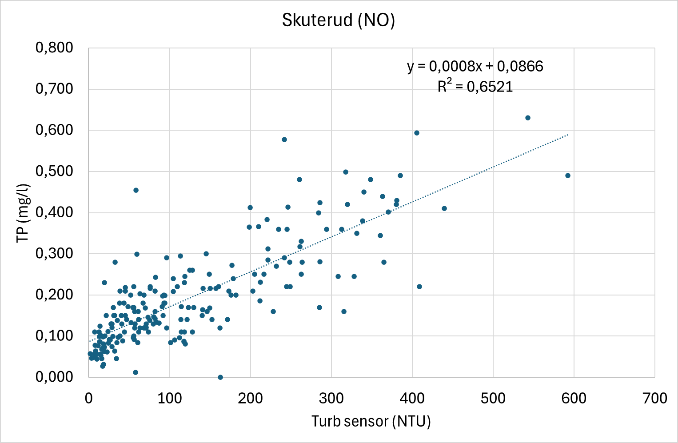 Skuterud (NO)
y = 0,0008x + 0,0866
R² = 0,6521
0,800
0,700
0,600
0,500
0,400
0,300
0,200
0,100
0,000
TP (mg/l)
0 100 200 300 400 500 600 700
Turb sensor (NTU)